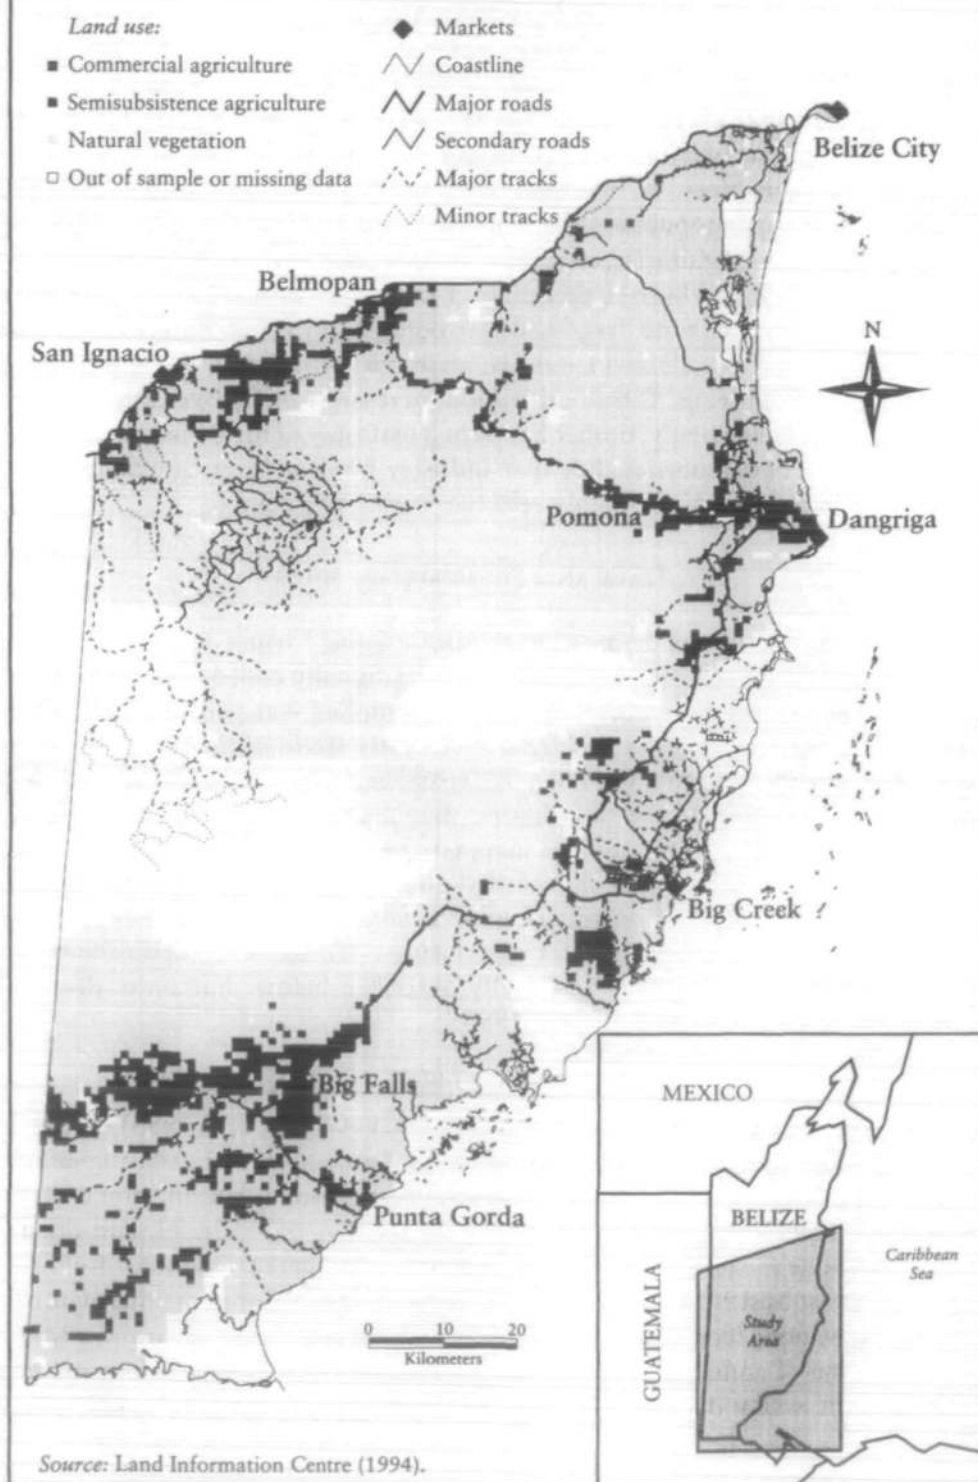 Land use:
Commercial agriculture
Semisubsistence agriculture
Natural vegetation
Out of sample or missing data
Markets
Coastline
Major roads
Secondary roads
Major tracks
Minor tracks
Belize City
Belmopan
San Ignacio
N
Pomona
Dangriga
Big Creek
Big Falls
Punta Gorda
0 10 20
Kilometers
MEXICO
BELIZE
GUATEMALA
Caribbean
Sea
Study
Area
Source: Land Information Centre (1994).